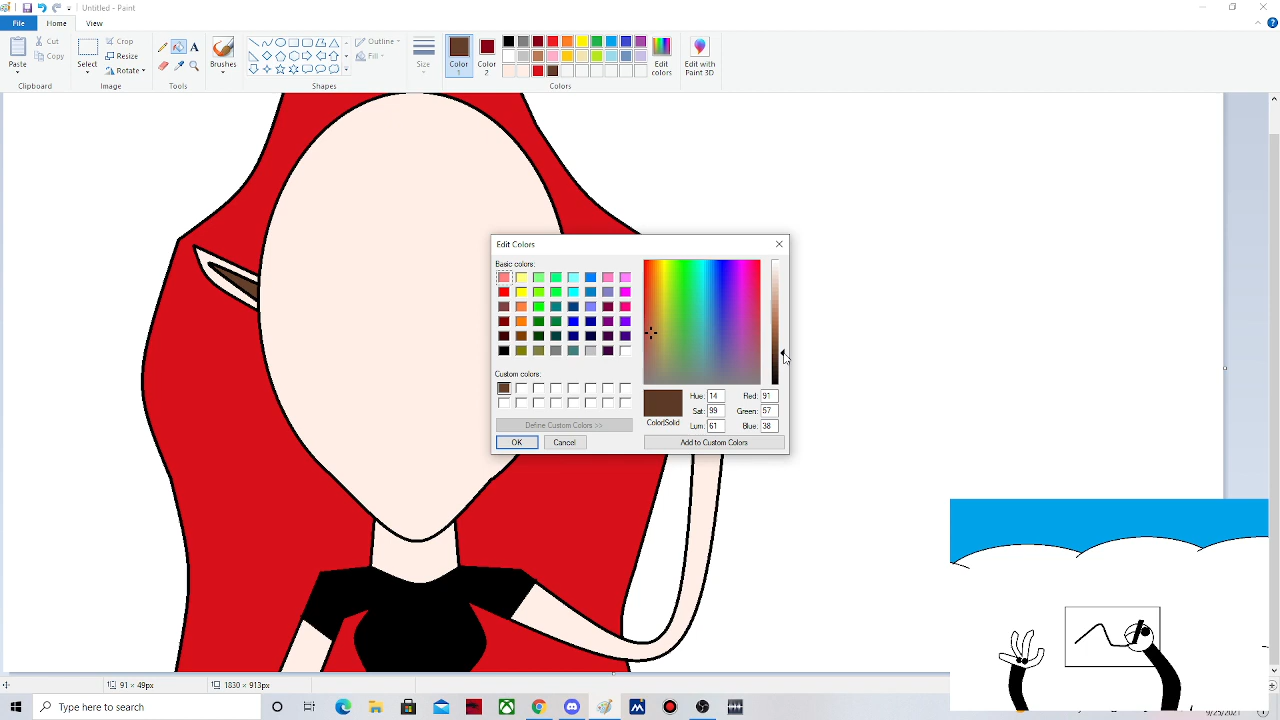 Untitled - Paint
File Home View
Paste Cut Copy Select Crop Resize Rotate A Brushes Outline Fill Size Color 1 Color 2 Edit colors Edit with Paint 3D
Clipboard Image Tools Shapes Colors
Edit Colors
Basic colors:
Custom colors:
Define Custom Colors >>
OK Cancel
Color|Solid
Hue: 14 Red: 91
Sat: 99 Green: 57
Lum: 61 Blue: 38
Add to Custom Colors
91 × 49px 1830 × 913px
Type here to search
9/25/2021